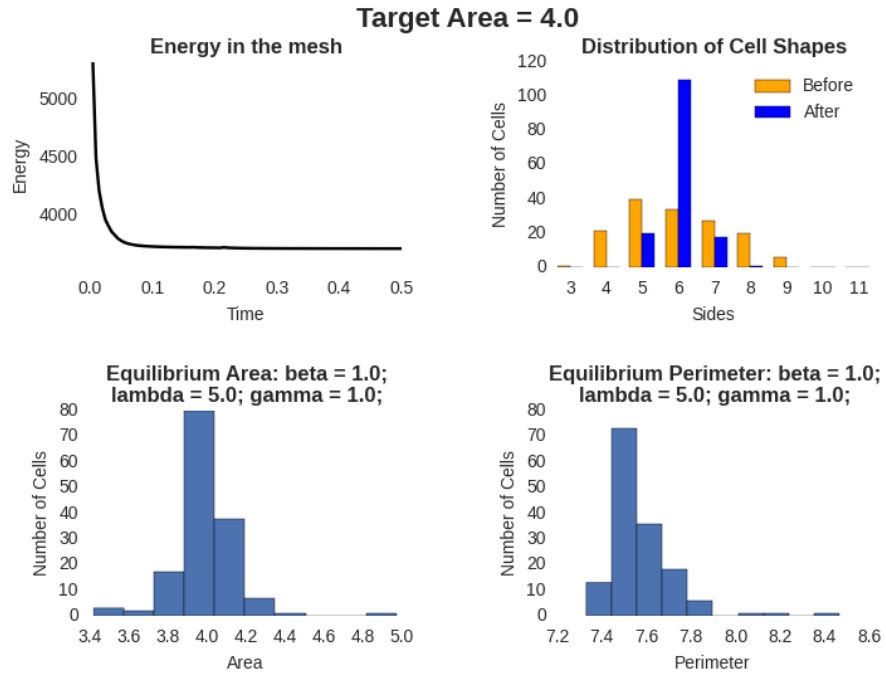 Target Area = 4.0
Energy in the mesh
Energy
5000
4500
4000
0.0 0.1 0.2 0.3 0.4 0.5
Time
Distribution of Cell Shapes
Number of Cells
120
100
80
60
40
20
0
Before
After
3 4 5 6 7 8 9 10 11
Sides
Equilibrium Area: beta = 1.0;
lambda = 5.0; gamma = 1.0;
Number of Cells
80
70
60
50
40
30
20
10
0
3.4 3.6 3.8 4.0 4.2 4.4 4.6 4.8 5.0
Area
Equilibrium Perimeter: beta = 1.0;
lambda = 5.0; gamma = 1.0;
Number of Cells
80
70
60
50
40
30
20
10
0
7.2 7.4 7.6 7.8 8.0 8.2 8.4 8.6
Perimeter